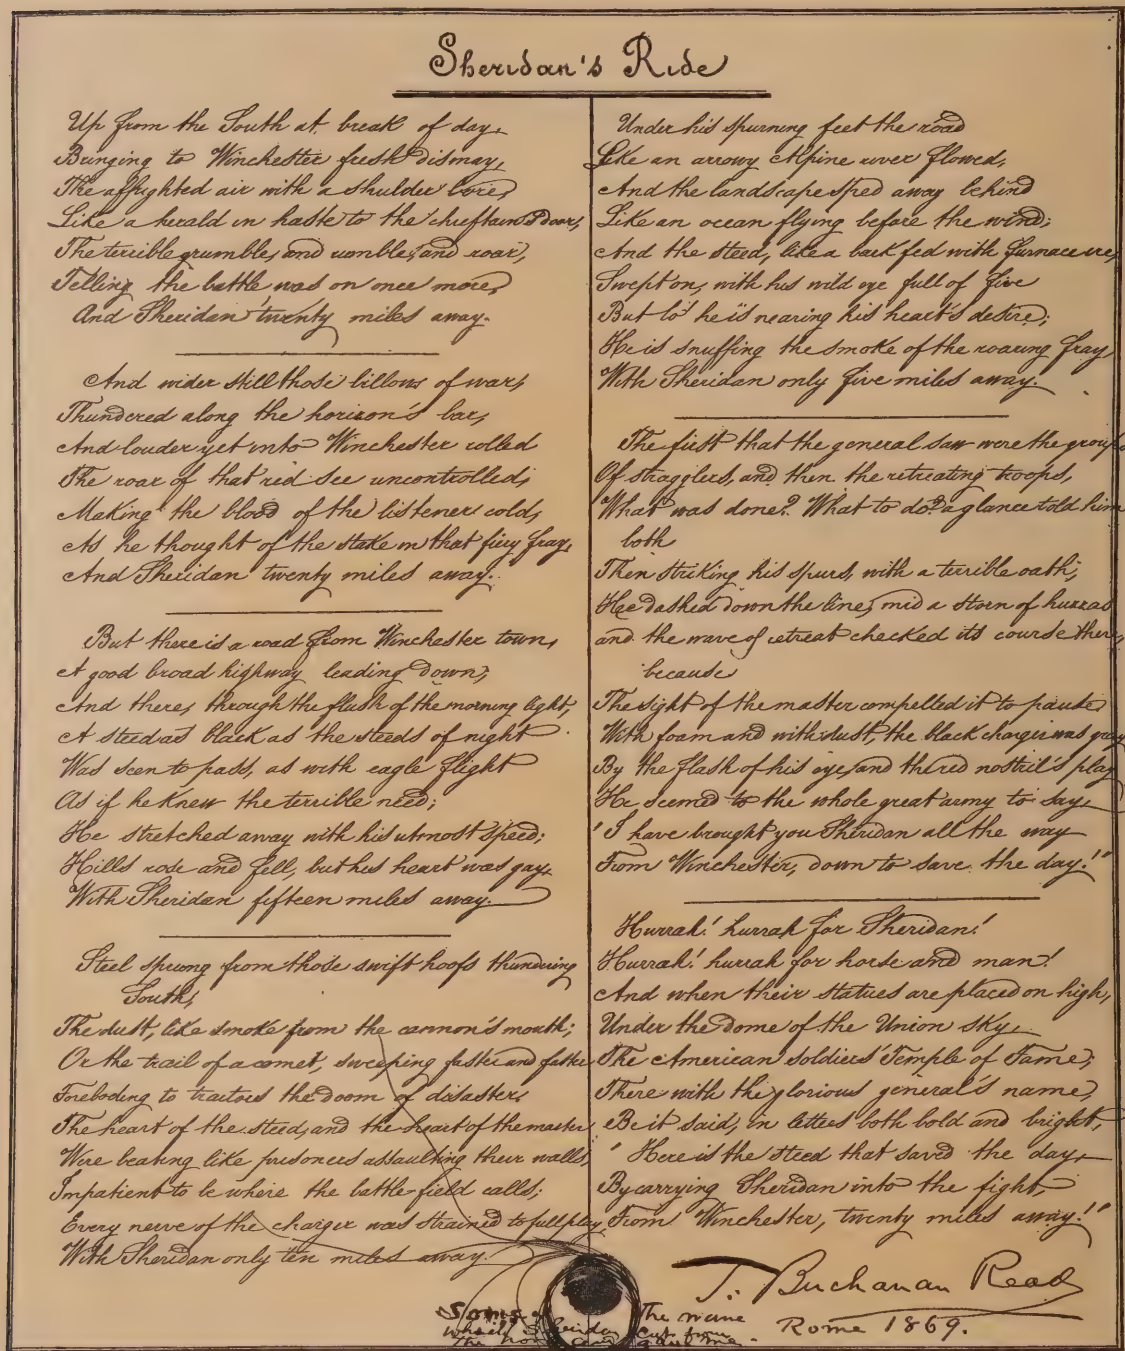 Sheridan's Ride
Up from the South at break of day,
Bringing to Winchester fresh dismay,
The affrighted air with a shudder bore,
Like a herald in haste to the chieftain's door,
The terrible grumble, and rumble, and roar,
Telling the battle was on once more,
And Sheridan twenty miles away.
And wider still those billows of war,
Thundered along the horizon's bar,
And louder yet into Winchester rolled
The roar of that red sea uncontrolled,
Making the blood of the listener cold,
As he thought of the stake in that fiery fray,
And Sheridan twenty miles away.
But there is a road from Winchester town,
A good broad highway leading down;
And there, through the flush of the morning light,
A steed as black as the steeds of night
Was seen to pass, as with eagle flight
As if he knew the terrible need;
He stretched away with his utmost speed;
Hills rose and fell, but his heart was gay,
With Sheridan fifteen miles away.
Steel sprung from those swift hoofs thundering
South,
The dust, like smoke from the cannon's mouth;
Or the trail of a comet, sweeping faster and faster
Foreboding to traitors the doom of disaster,
The heart of the steed, and the heart of the master
Were beating like prisoners assaulting their walls,
Impatient to be where the battle field calls;
Every nerve of the charger was strained to full play,
With Sheridan only ten miles away.
Under his spurning feet the road
Like an arrowy Alpine river flowed,
And the landscape sped away behind
Like an ocean flying before the wind;
And the steed, like a bark fed with furnace ire,
Swept on, with his wild eye full of fire
But lo! he is nearing his heart's desire;
He is snuffing the smoke of the roaring fray
With Sheridan only five miles away.
The first that the general saw were the groups
Of stragglers, and then the retreating troops,
What was done? What to do? a glance told him
both
Then striking his spurs, with a terrible oath,
He dashed down the line, mid a storm of huzzas
and the wave of retreat checked its course there,
because
The sight of the master compelled it to pause.
With foam and with dust, the black charger was gray
By the flash of his eye, and the red nostril's play
He seemed to the whole great army to say,
"I have brought you Sheridan all the way
From Winchester, down to save the day!"
Hurrah! hurrah for Sheridan!
Hurrah! hurrah for horse and man!
And when their statues are placed on high,
Under the dome of the Union sky,
The American soldiers' Temple of Fame;
There with the glorious general's name,
Be it said, in letters both bold and bright,
"Here is the steed that saved the day,
By carrying Sheridan into the fight,
From Winchester, twenty miles away!"
T. Buchanan Read
Rome 1869.
Some of The mane